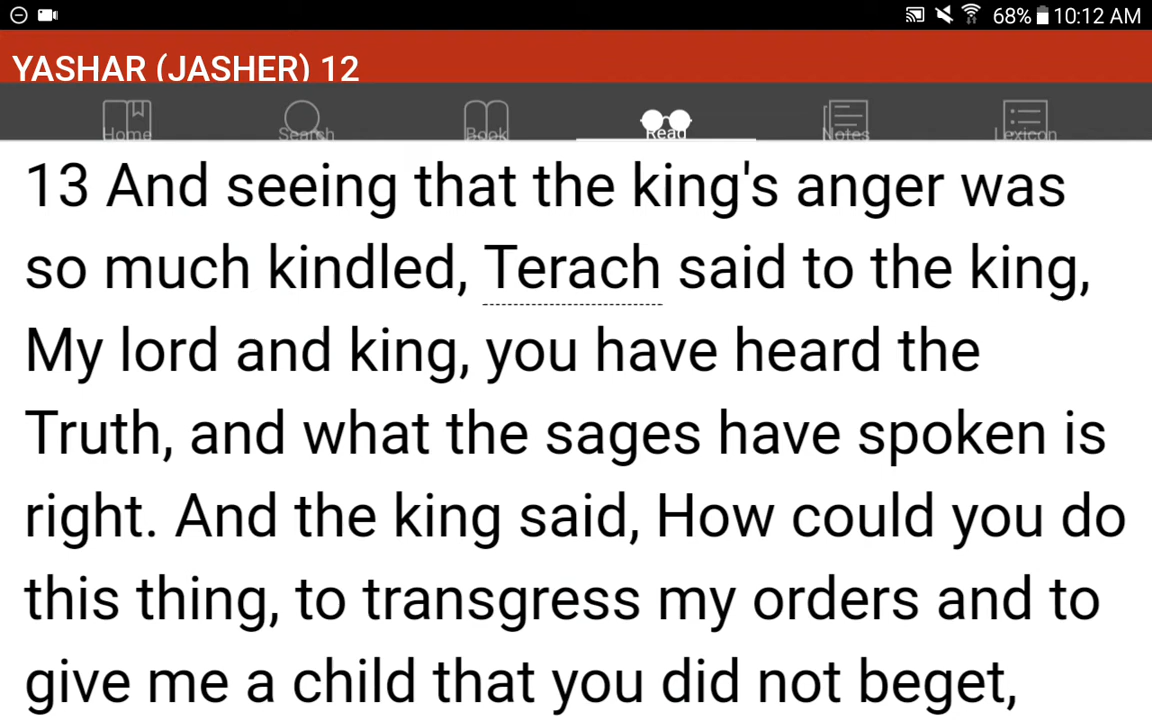 68% 10:12 AM
YASHAR (JASHER) 12
Home Search Book Read Notes Lexicon
13 And seeing that the king's anger was
so much kindled, Terach said to the king,
My lord and king, you have heard the
Truth, and what the sages have spoken is
right. And the king said, How could you do
this thing, to transgress my orders and to
give me a child that you did not beget,